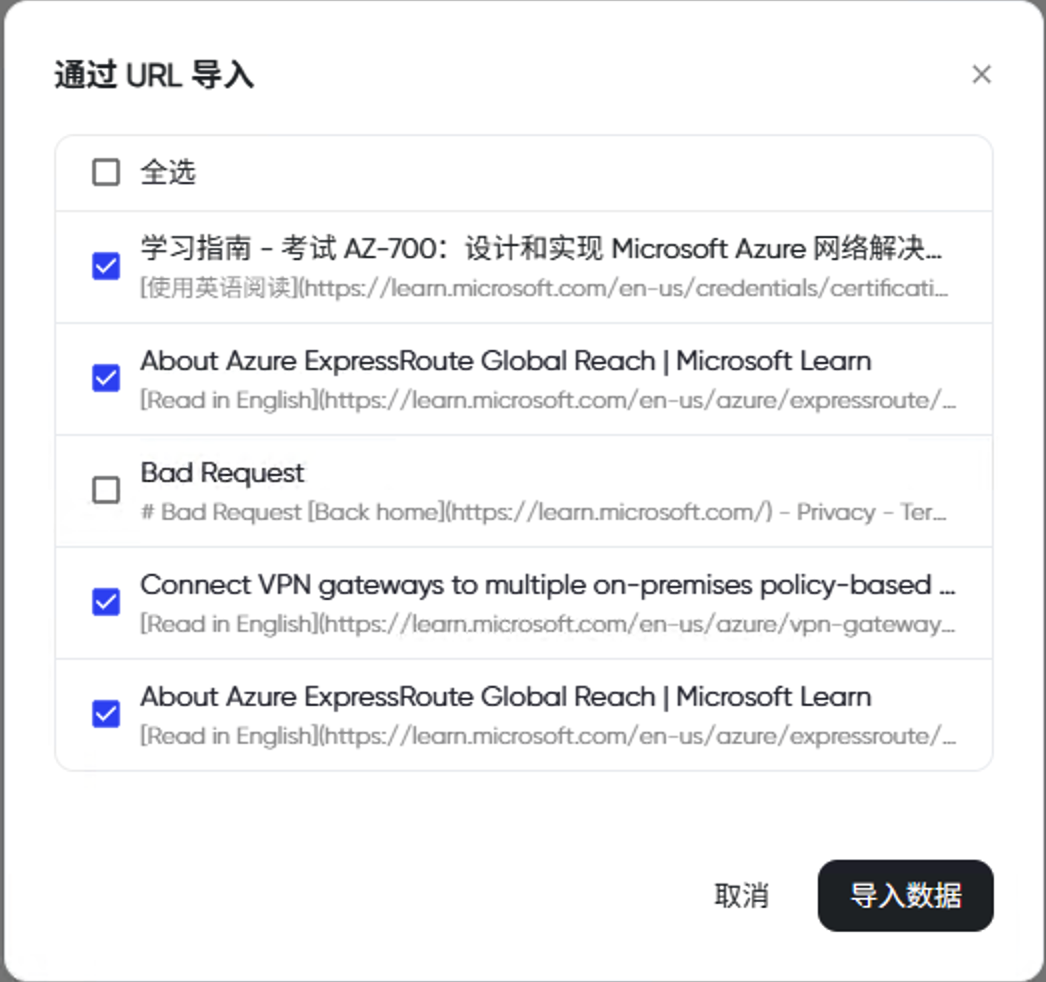 通过 URL 导入
全选
学习指南 - 考试 AZ-700：设计和实现 Microsoft Azure 网络解决...
[使用英语阅读](https://learn.microsoft.com/en-us/credentials/certificati...
About Azure ExpressRoute Global Reach | Microsoft Learn
[Read in English](https://learn.microsoft.com/en-us/azure/expressroute/...
Bad Request
# Bad Request [Back home](https://learn.microsoft.com/) - Privacy - Ter...
Connect VPN gateways to multiple on-premises policy-based ...
[Read in English](https://learn.microsoft.com/en-us/azure/vpn-gateway...
About Azure ExpressRoute Global Reach | Microsoft Learn
[Read in English](https://learn.microsoft.com/en-us/azure/expressroute/...
取消
导入数据